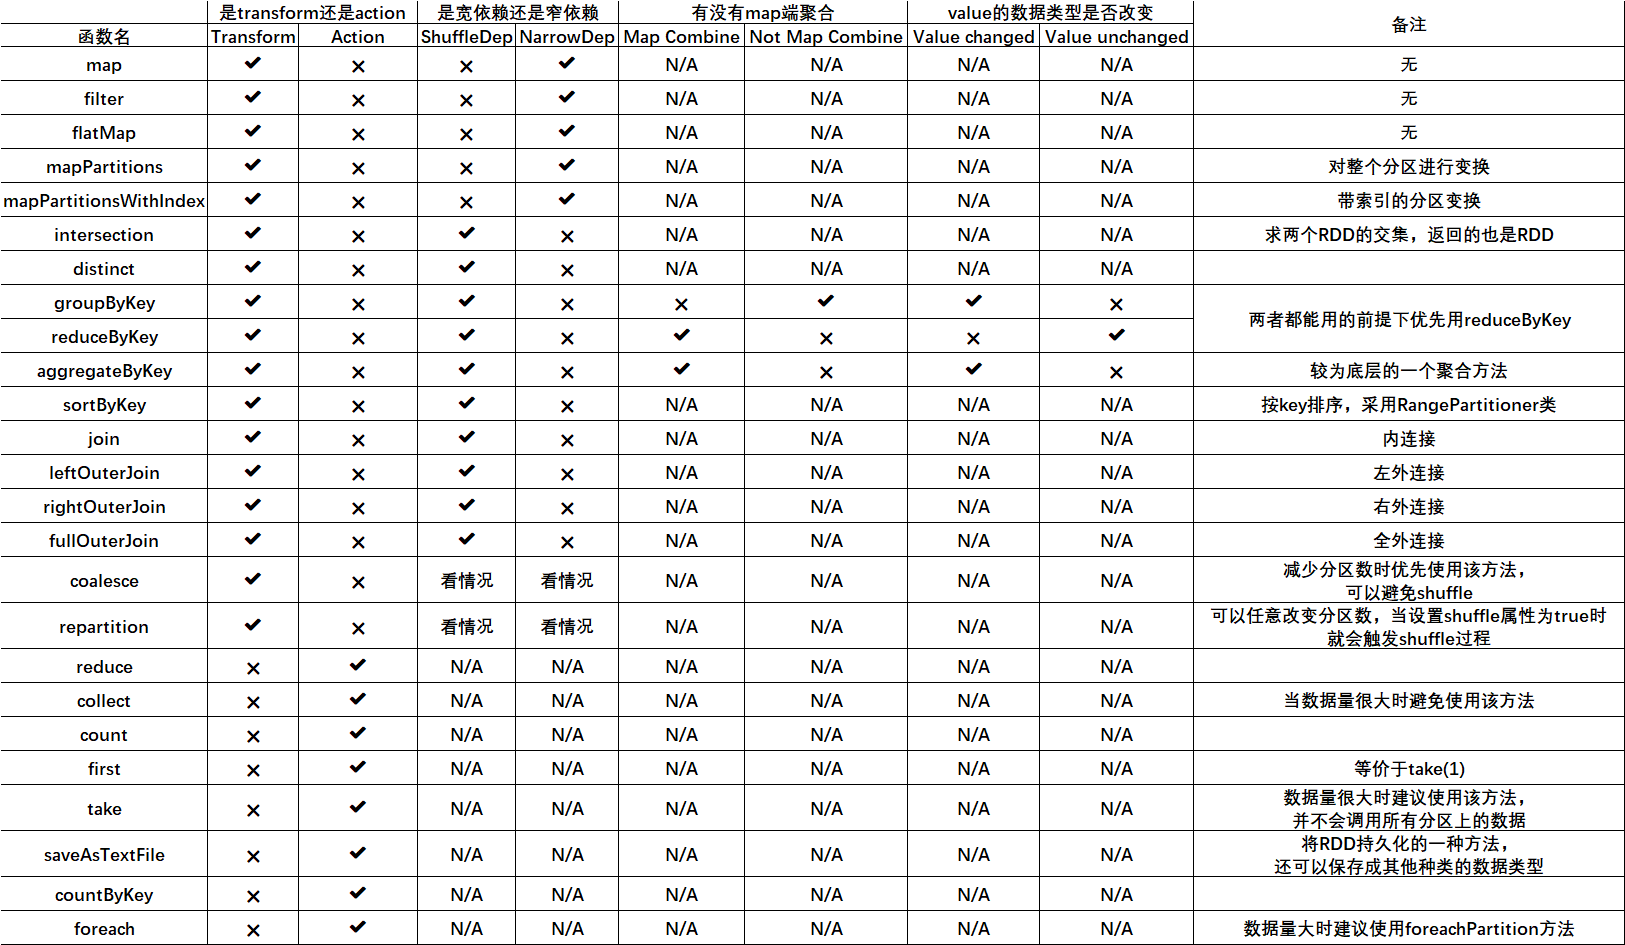 是transform还是action 是宽依赖还是窄依赖 有没有map端聚合 value的数据类型是否改变 备注
函数名 Transform Action ShuffleDep NarrowDep Map Combine Not Map Combine Value changed Value unchanged
map ✔ × × ✔ N/A N/A N/A N/A 无
filter ✔ × × ✔ N/A N/A N/A N/A 无
flatMap ✔ × × ✔ N/A N/A N/A N/A 无
mapPartitions ✔ × × ✔ N/A N/A N/A N/A 对整个分区进行变换
mapPartitionsWithIndex ✔ × × ✔ N/A N/A N/A N/A 带索引的分区变换
intersection ✔ × ✔ × N/A N/A N/A N/A 求两个RDD的交集，返回的也是RDD
distinct ✔ × ✔ × N/A N/A N/A N/A
groupByKey ✔ × ✔ × × ✔ ✔ ×
两者都能用的前提下优先用reduceByKey
reduceByKey ✔ × ✔ × ✔ × × ✔
aggregateByKey ✔ × ✔ × ✔ × ✔ × 较为底层的一个聚合方法
sortByKey ✔ × ✔ × N/A N/A N/A N/A 按key排序，采用RangePartitioner类
join ✔ × ✔ × N/A N/A N/A N/A 内连接
leftOuterJoin ✔ × ✔ × N/A N/A N/A N/A 左外连接
rightOuterJoin ✔ × ✔ × N/A N/A N/A N/A 右外连接
fullOuterJoin ✔ × ✔ × N/A N/A N/A N/A 全外连接
coalesce ✔ × 看情况 看情况 N/A N/A N/A N/A 减少分区数时优先使用该方法，
可以避免shuffle
repartition ✔ × 看情况 看情况 N/A N/A N/A N/A 可以任意改变分区数，当设置shuffle属性为true时
就会触发shuffle过程
reduce × ✔ N/A N/A N/A N/A N/A N/A
collect × ✔ N/A N/A N/A N/A N/A N/A 当数据量很大时避免使用该方法
count × ✔ N/A N/A N/A N/A N/A N/A
first × ✔ N/A N/A N/A N/A N/A N/A 等价于take(1)
take × ✔ N/A N/A N/A N/A N/A N/A 数据量很大时建议使用该方法，
并不会调用所有分区上的数据
saveAsTextFile × ✔ N/A N/A N/A N/A N/A N/A 将RDD持久化的一种方法，
还可以保存成其他种类的数据类型
countByKey × ✔ N/A N/A N/A N/A N/A N/A
foreach × ✔ N/A N/A N/A N/A N/A N/A 数据量大时建议使用foreachPartition方法